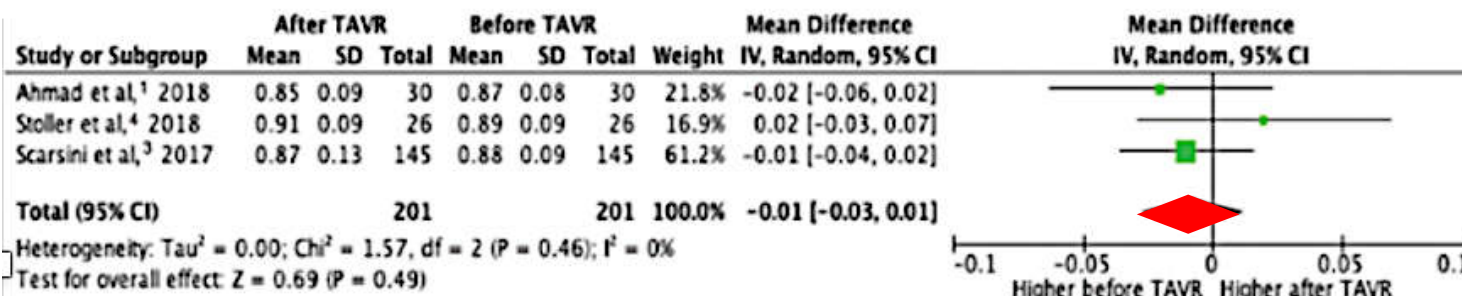 After TAVR Before TAVR Mean Difference Mean Difference
Study or Subgroup Mean SD Total Mean SD Total Weight IV, Random, 95% CI IV, Random, 95% CI
Ahmad et al,¹ 2018 0.85 0.09 30 0.87 0.08 30 21.8% -0.02 [-0.06, 0.02]
Stoller et al,⁴ 2018 0.91 0.09 26 0.89 0.09 26 16.9% 0.02 [-0.03, 0.07]
Scarsini et al,³ 2017 0.87 0.13 145 0.88 0.09 145 61.2% -0.01 [-0.04, 0.02]
Total (95% CI) 201 201 100.0% -0.01 [-0.03, 0.01]
Heterogeneity: Tau² = 0.00; Chi² = 1.57, df = 2 (P = 0.46); I² = 0%
Test for overall effect: Z = 0.69 (P = 0.49)
-0.1 -0.05 0 0.05 0.1
Higher before TAVR Higher after TAVR